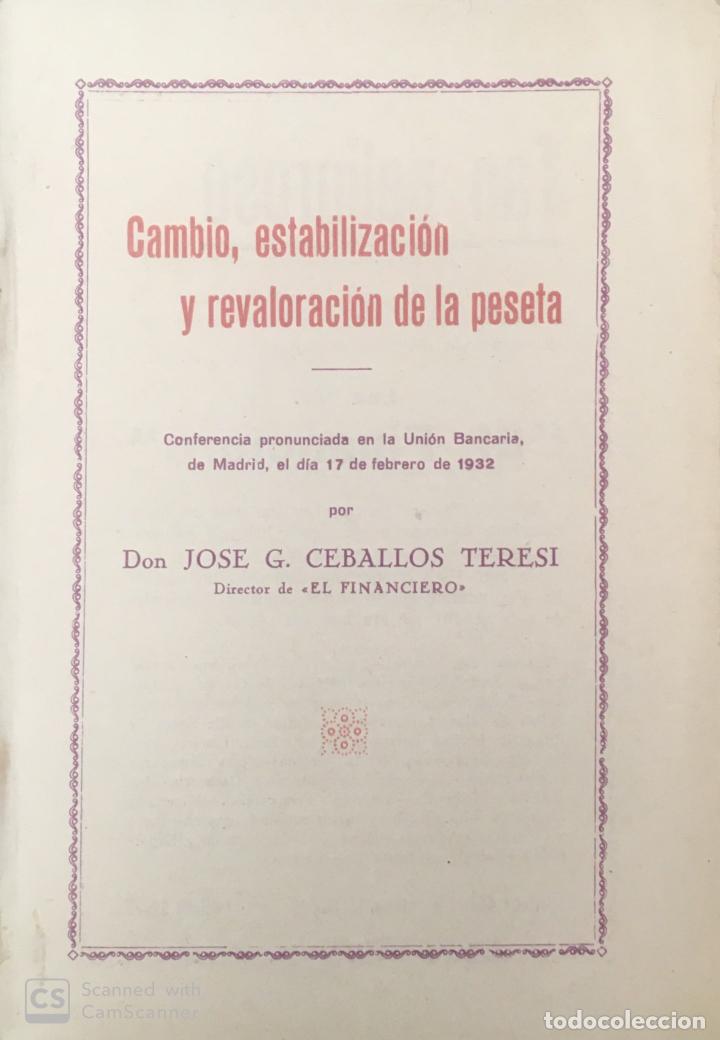 Cambio, estabilización
y revaloración de la peseta
Conferencia pronunciada en la Unión Bancaria,
de Madrid, el día 17 de febrero de 1932
por
Don JOSE G. CEBALLOS TERESI
Director de «EL FINANCIERO»
CS Scanned with
CamScanner
todocoleccion